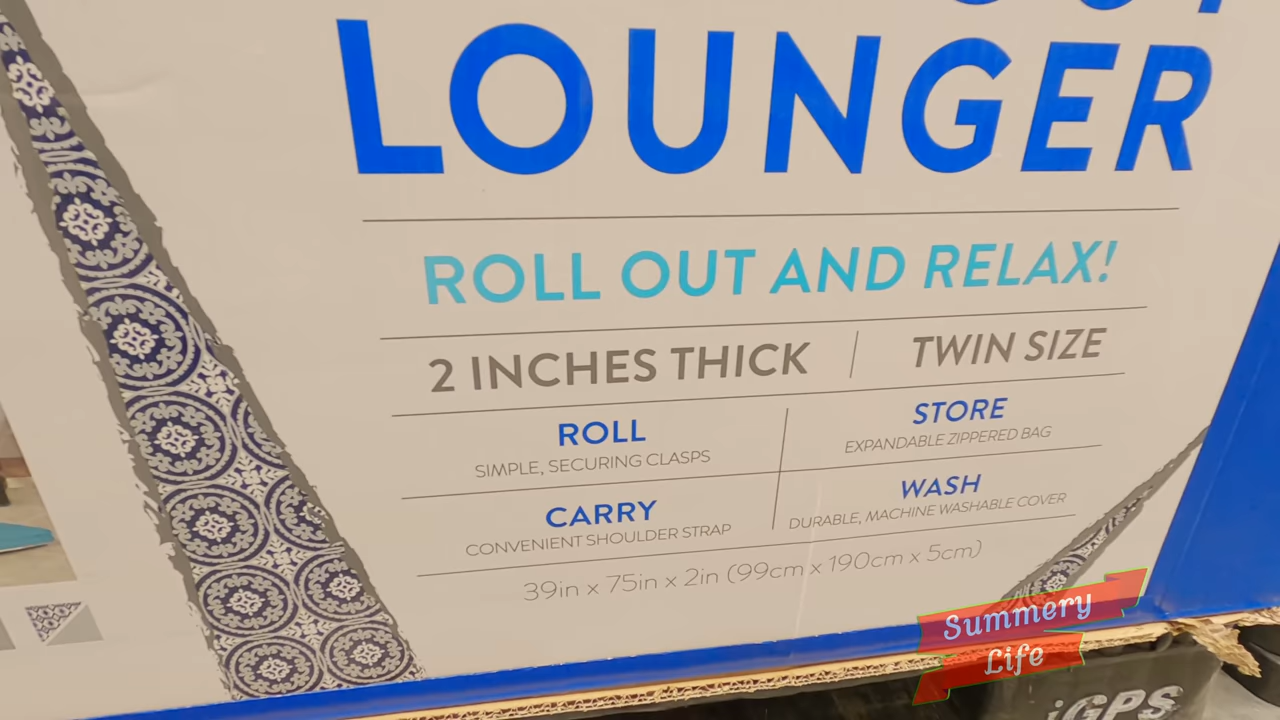 LOUNGER
ROLL OUT AND RELAX!
2 INCHES THICK | TWIN SIZE
ROLL
SIMPLE, SECURING CLASPS
STORE
EXPANDABLE ZIPPERED BAG
CARRY
CONVENIENT SHOULDER STRAP
WASH
DURABLE, MACHINE WASHABLE COVER
39in x 75in x 2in (99cm x 190cm x 5cm)
Summery
Life
iGPS